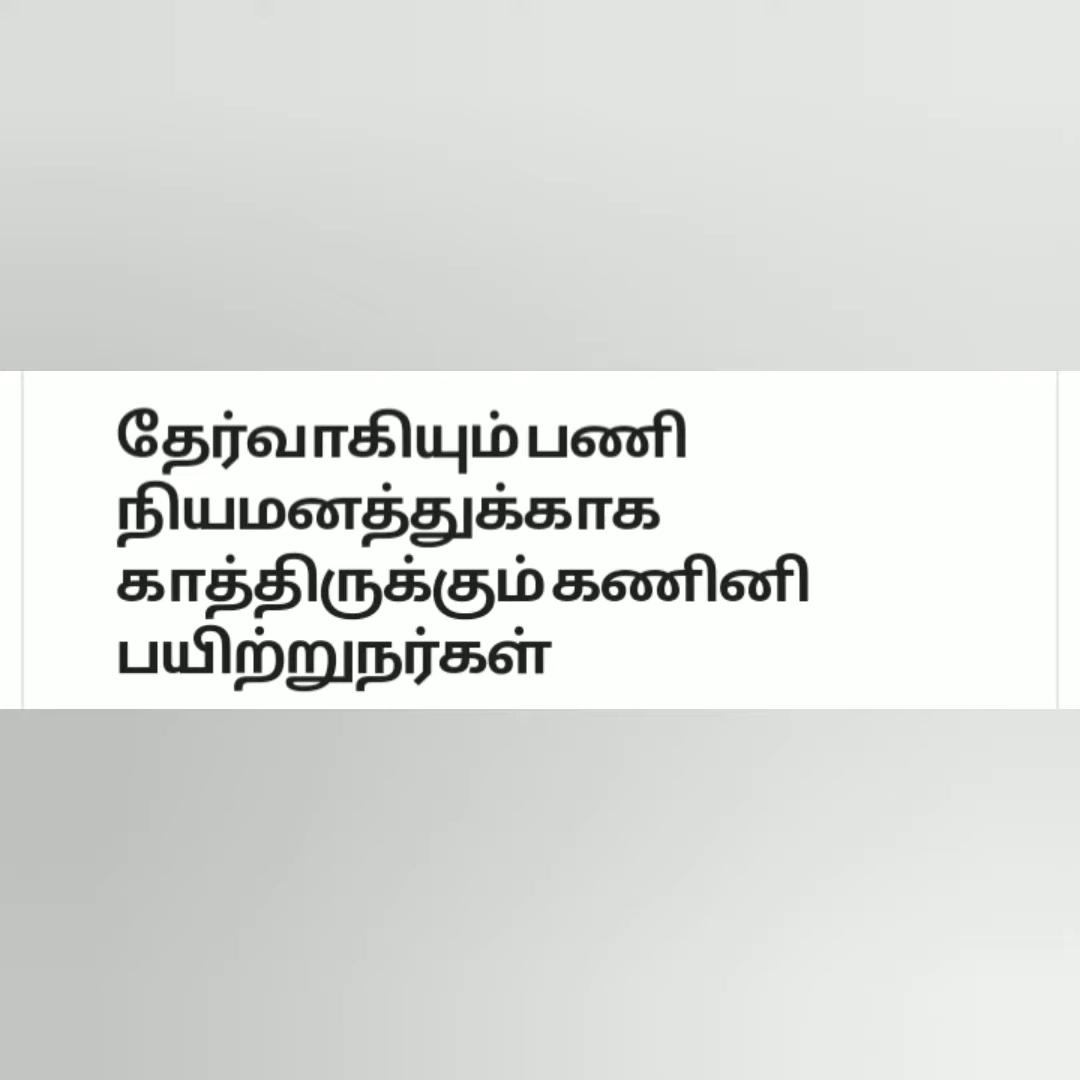 தேர்வாகியும் பணி
நியமனத்துக்காக
காத்திருக்கும் கணினி
பயிற்றுநர்கள்